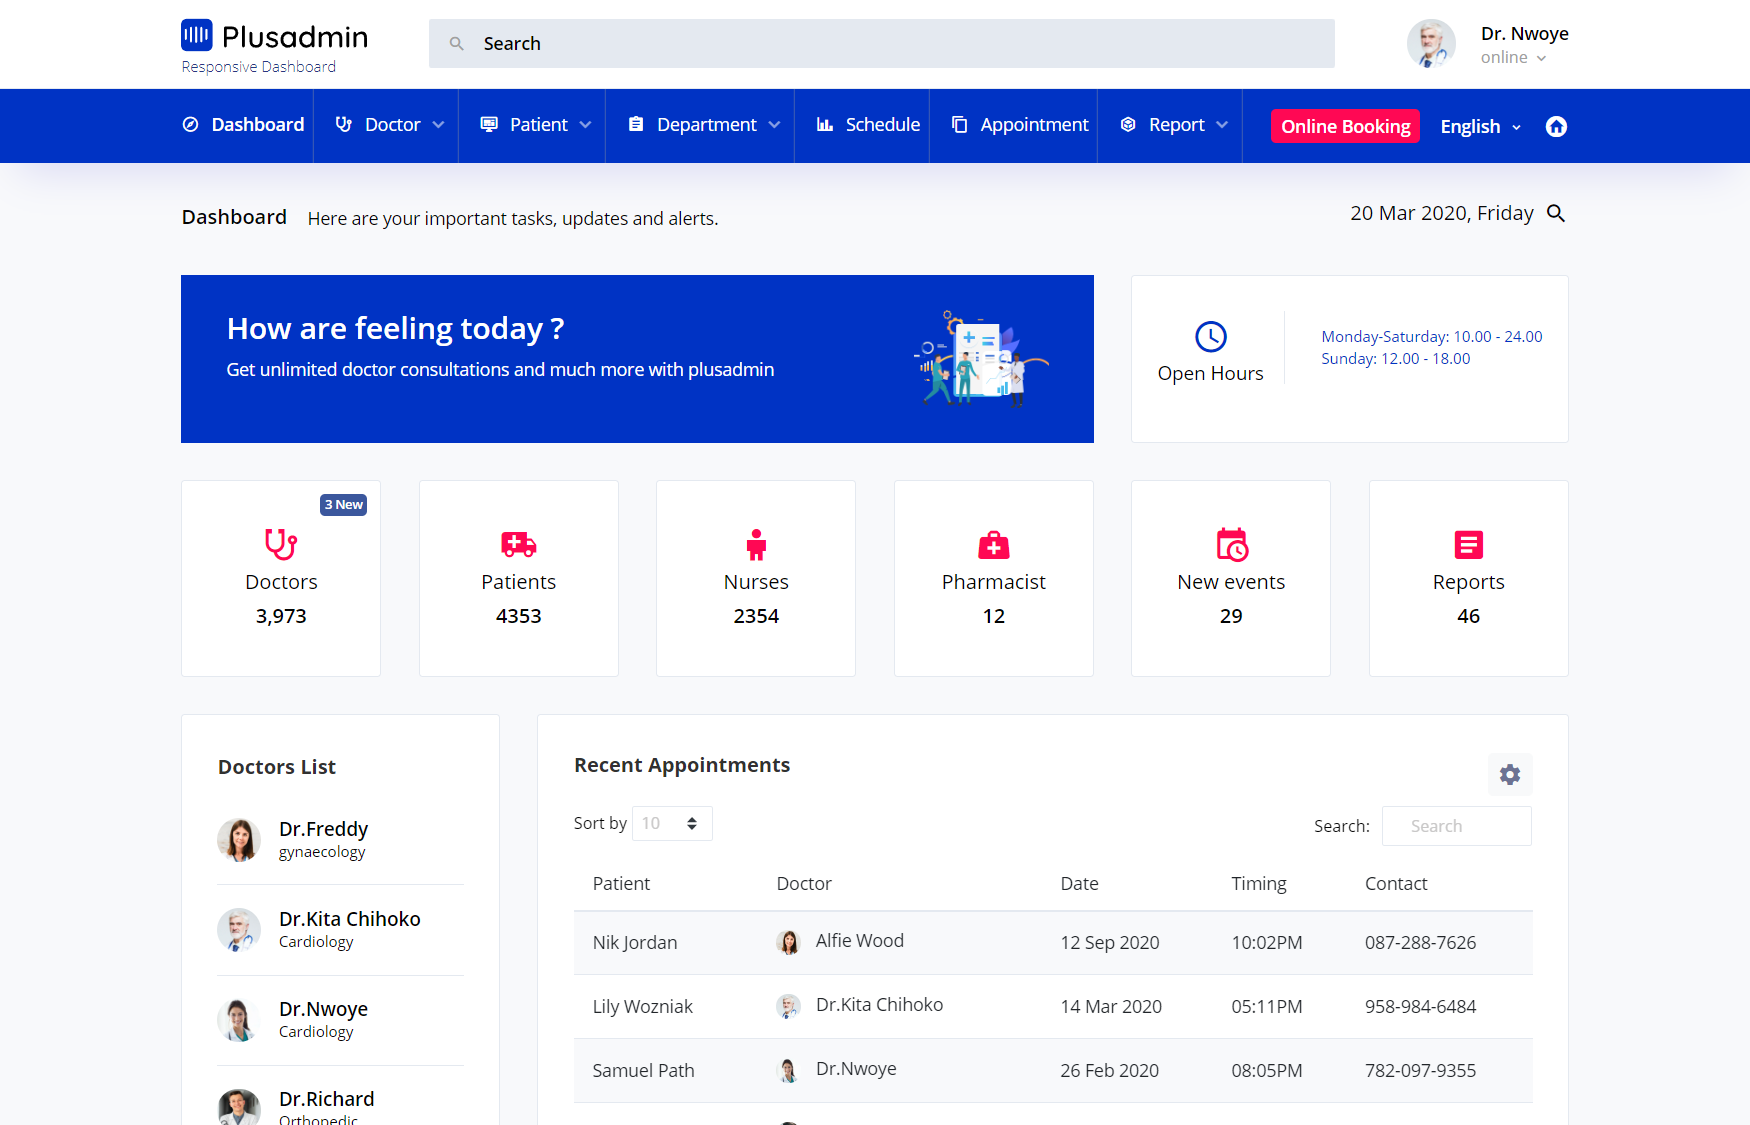 Plusadmin
Responsive Dashboard
Search
Dr. Nwoye
online
Dashboard
Doctor
Patient
Department
Schedule
Appointment
Report
Online Booking
English
Dashboard
Here are your important tasks, updates and alerts.
20 Mar 2020, Friday
How are feeling today ?
Get unlimited doctor consultations and much more with plusadmin
Open Hours
Monday-Saturday: 10.00 - 24.00
Sunday: 12.00 - 18.00
3 New
Doctors
3,973
Patients
4353
Nurses
2354
Pharmacist
12
New events
29
Reports
46
Doctors List
Dr.Freddy
gynaecology
Dr.Kita Chihoko
Cardiology
Dr.Nwoye
Cardiology
Dr.Richard
Orthopedic
Recent Appointments
Sort by 10
Search: Search
Patient Doctor Date Timing Contact
Nik Jordan Alfie Wood 12 Sep 2020 10:02PM 087-288-7626
Lily Wozniak Dr.Kita Chihoko 14 Mar 2020 05:11PM 958-984-6484
Samuel Path Dr.Nwoye 26 Feb 2020 08:05PM 782-097-9355